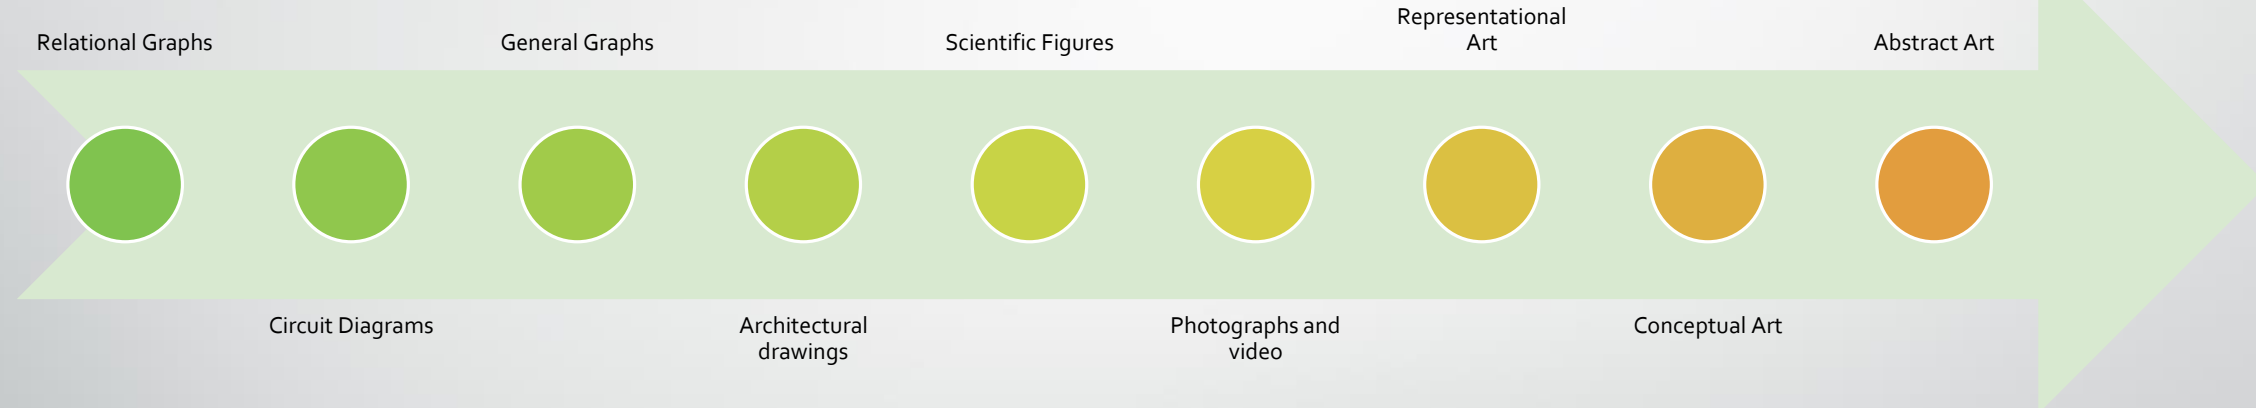 Relational Graphs
Circuit Diagrams
General Graphs
Architectural
drawings
Scientific Figures
Photographs and
video
Representational
Art
Conceptual Art
Abstract Art